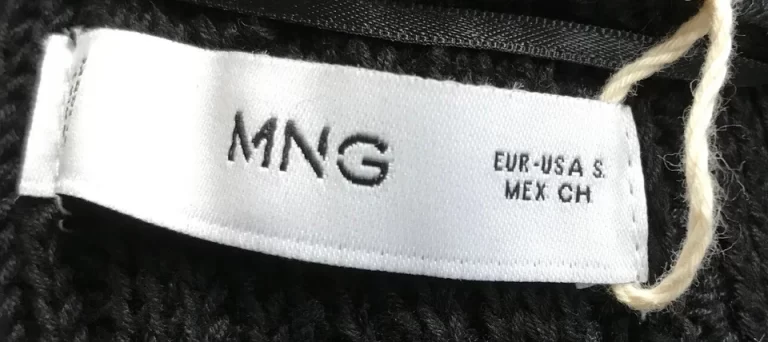 MNG
EUR-USA S.
MEX CH